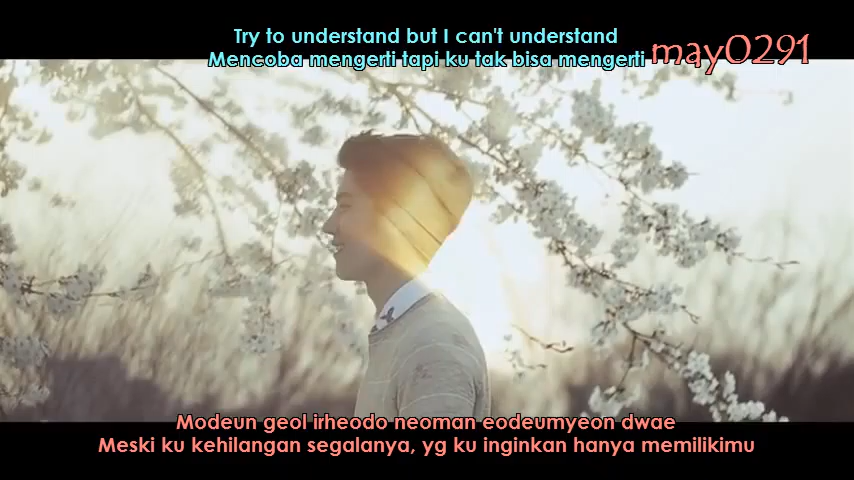 Try to understand but I can't understand
Mencoba mengerti tapi ku tak bisa mengerti
may0291
Modeun geol irheodo neoman eodeumyeon dwae
Meski ku kehilangan segalanya, yg ku inginkan hanya memilikimu